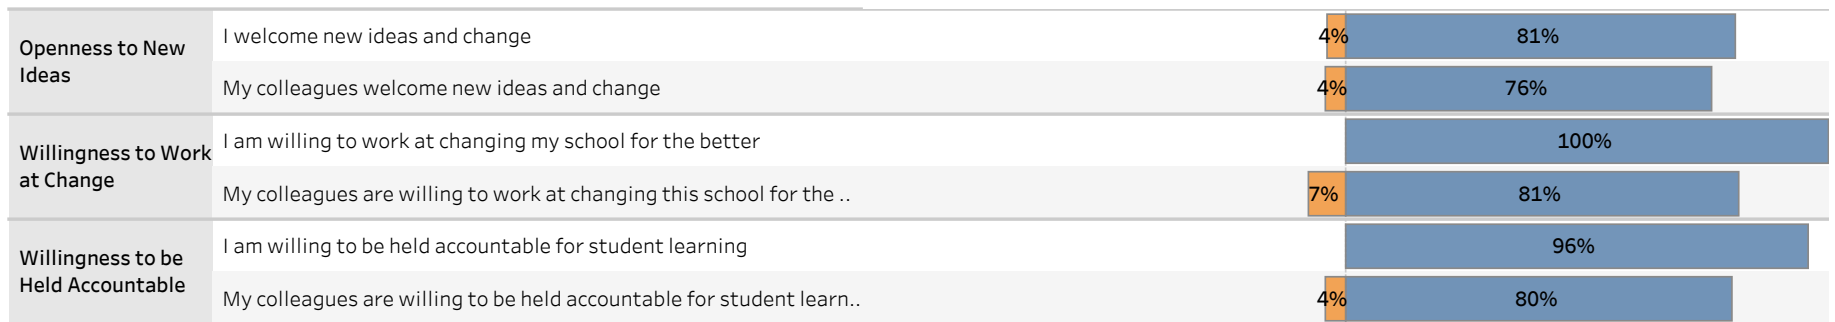 Openness to New
Ideas
I welcome new ideas and change
4%
81%
My colleagues welcome new ideas and change
4%
76%
Willingness to Work
at Change
I am willing to work at changing my school for the better
100%
My colleagues are willing to work at changing this school for the ..
7%
81%
Willingness to be
Held Accountable
I am willing to be held accountable for student learning
96%
My colleagues are willing to be held accountable for student learn..
4%
80%